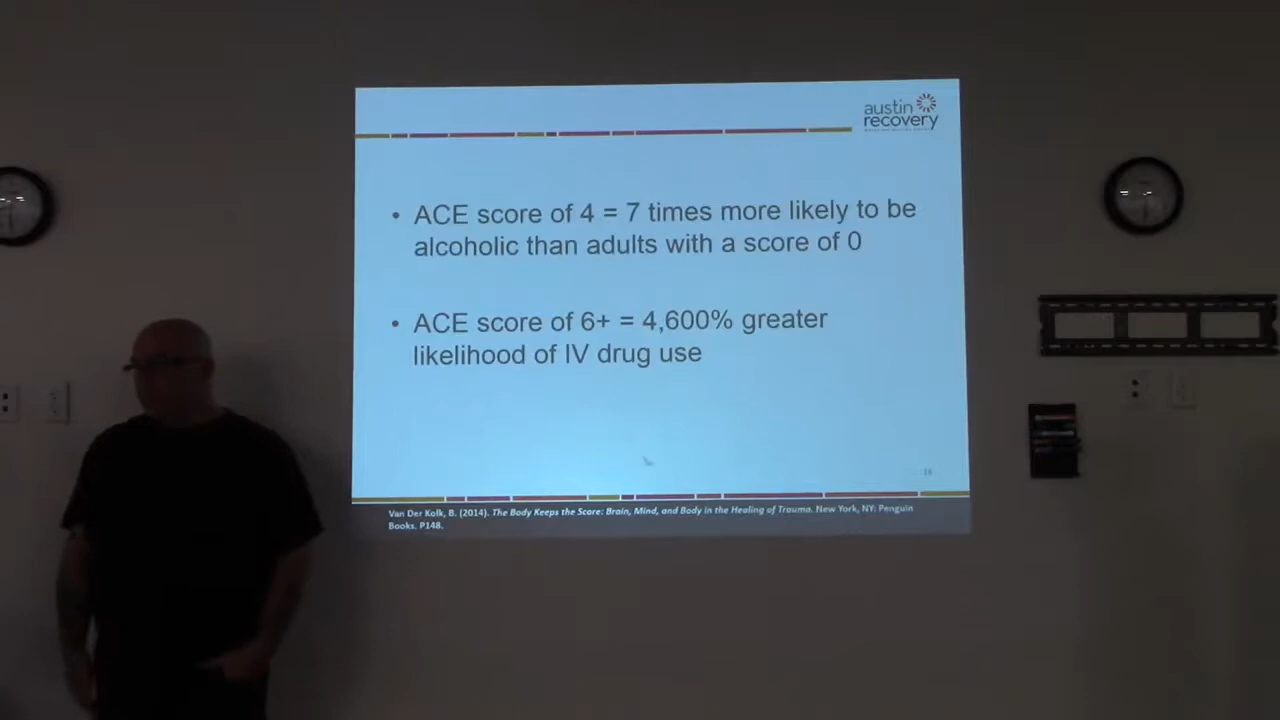 austin
recovery
• ACE score of 4 = 7 times more likely to be
alcoholic than adults with a score of 0
• ACE score of 6+ = 4,600% greater
likelihood of IV drug use
Van Der Kolk, B. (2014). The Body Keeps the Score: Brain, Mind, and Body in the Healing of Trauma. New York, NY: Penguin
Books. P148.